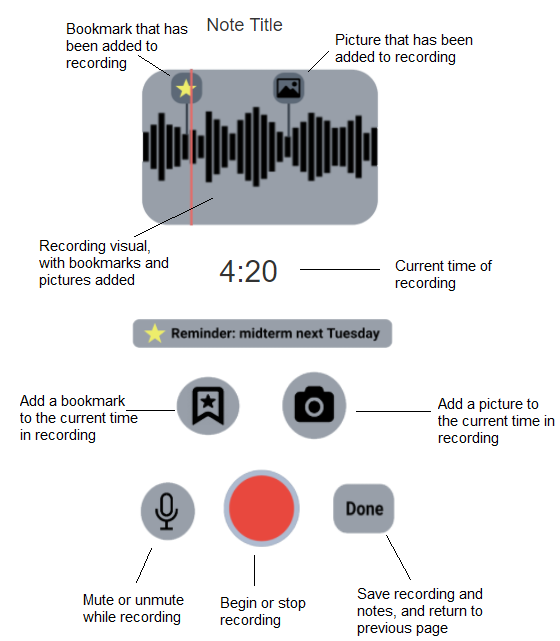 Note Title
Bookmark that has
been added to
recording
Picture that has been
added to recording
Recording visual,
with bookmarks and
pictures added
4:20
Current time of
recording
Reminder: midterm next Tuesday
Add a bookmark
to the current time
in recording
Add a picture to
the current time in
recording
Done
Mute or unmute
while recording
Begin or stop
recording
Save recording and
notes, and return to
previous page